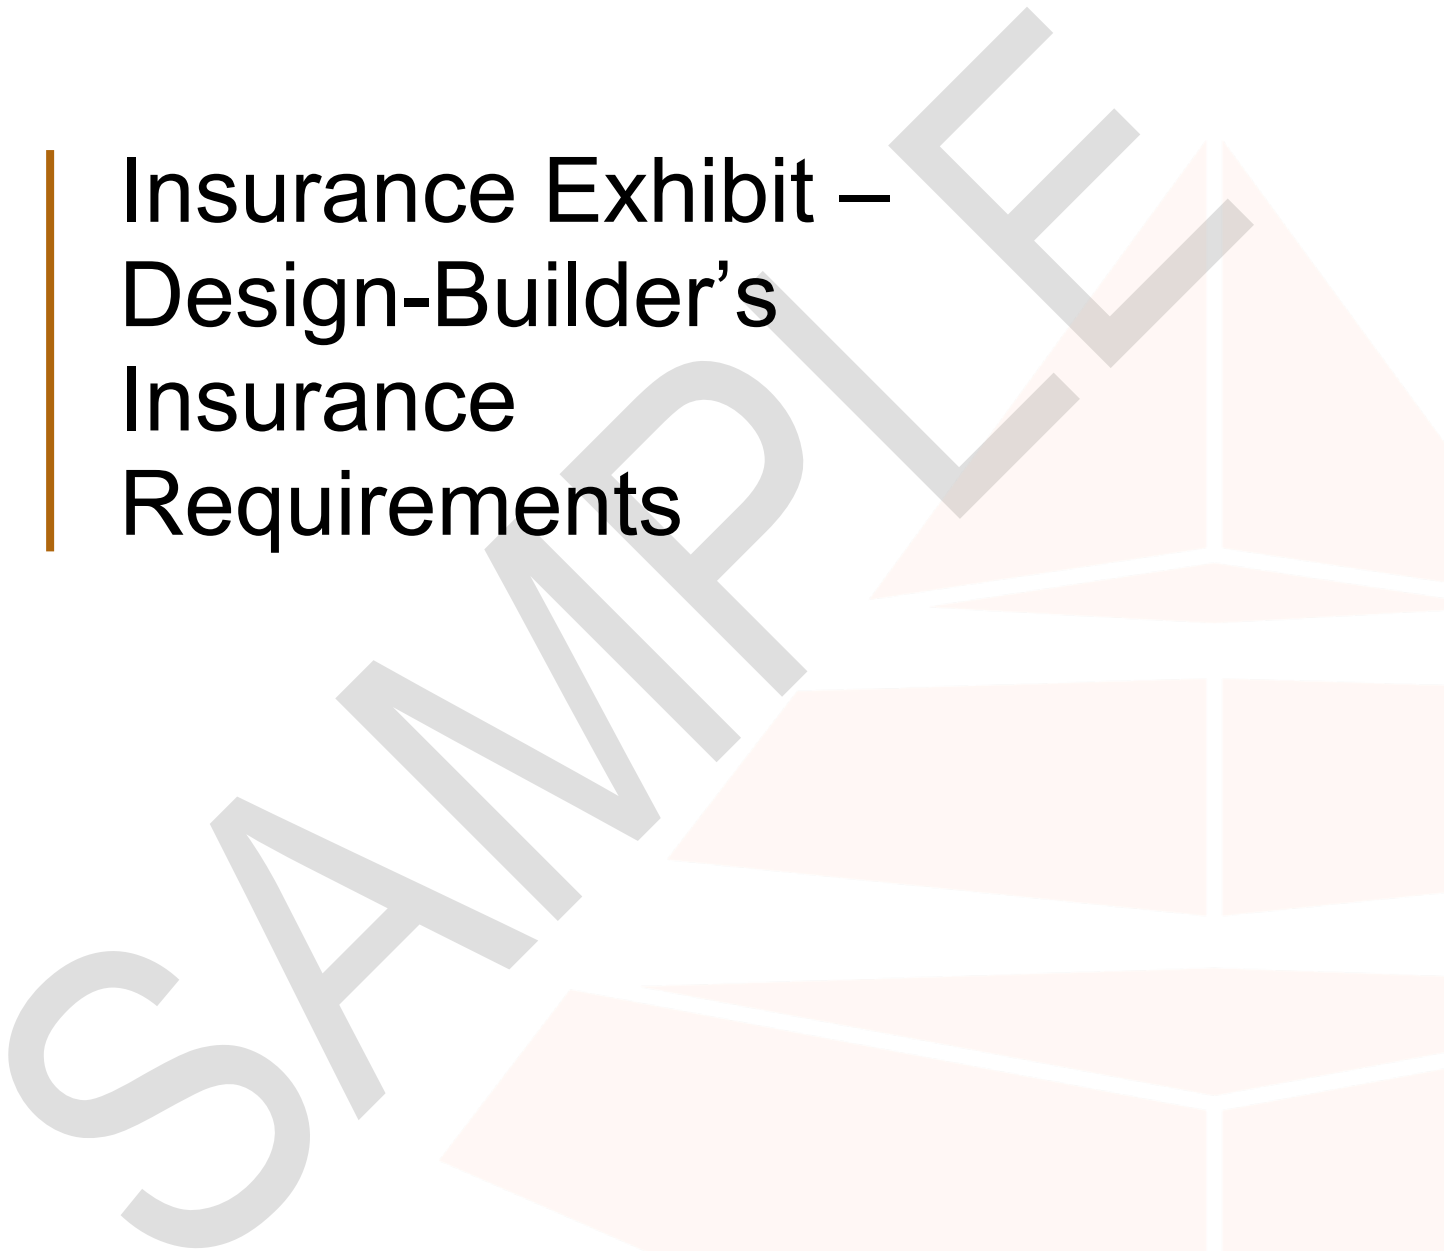 Insurance Exhibit –
Design-Builder’s
Insurance
Requirements
SAMPLE